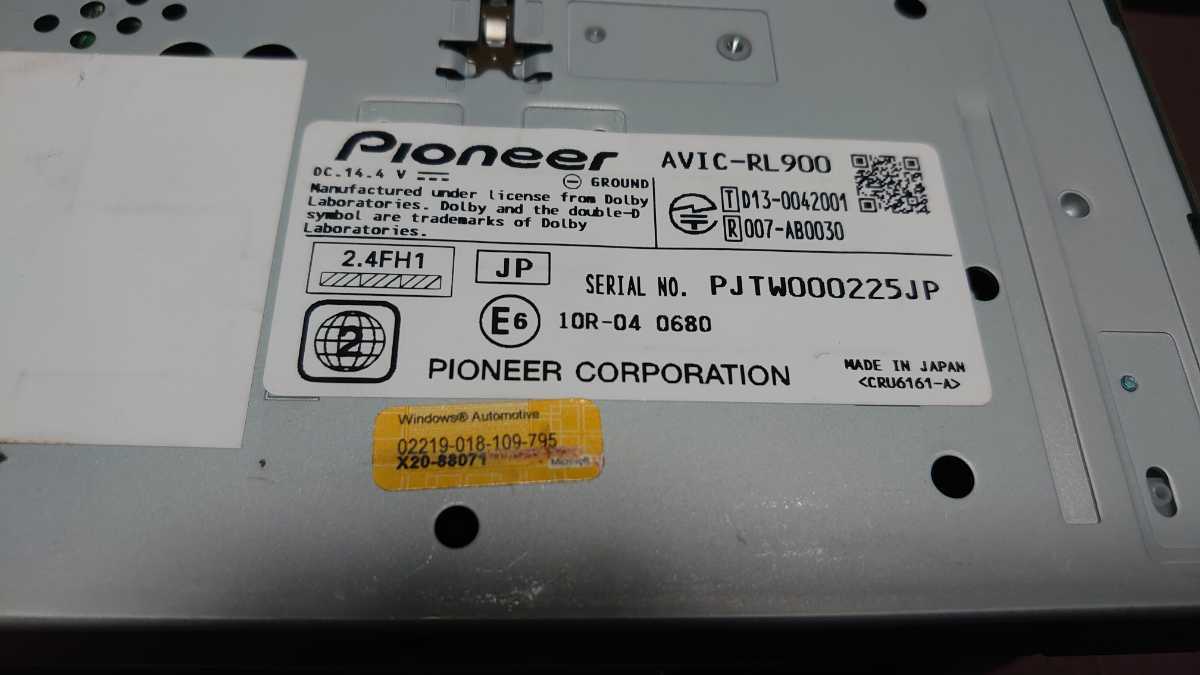 Pioneer
AVIC-RL900
DC.14.4 V
GROUND
Manufactured under license from Dolby
Laboratories. Dolby and the double-D
symbol are trademarks of Dolby
Laboratories.
T D13-0042001
R 007-AB0030
2.4FH1
JP
SERIAL NO. PJTW000225JP
2
E6 10R-04 0680
PIONEER CORPORATION
MADE IN JAPAN
<CRU6161-A>
Windows® Automotive
02219-018-109-795
X20-88071
Microsoft